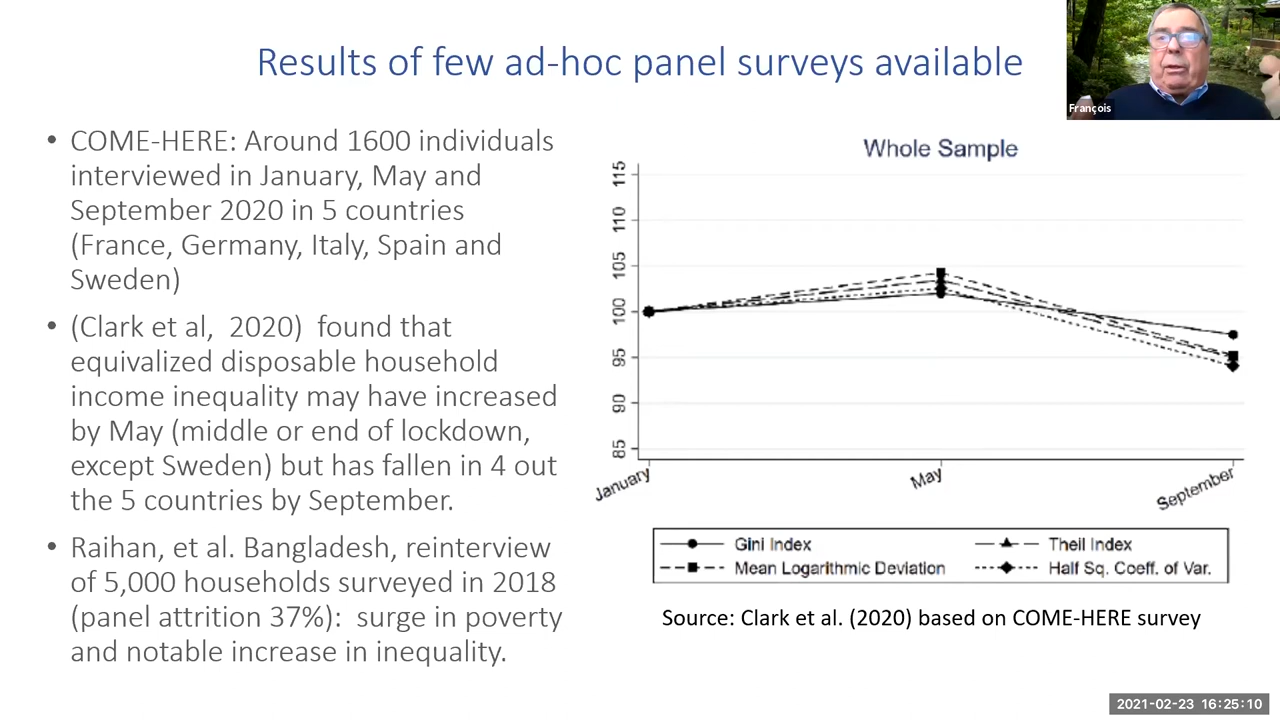 Results of few ad-hoc panel surveys available
François
• COME-HERE: Around 1600 individuals
interviewed in January, May and
September 2020 in 5 countries
(France, Germany, Italy, Spain and
Sweden)
• (Clark et al,  2020)  found that
equivalized disposable household
income inequality may have increased
by May (middle or end of lockdown,
except Sweden) but has fallen in 4 out
the 5 countries by September.
• Raihan, et al. Bangladesh, reinterview
of 5,000 households surveyed in 2018
(panel attrition 37%):  surge in poverty
and notable increase in inequality.
Whole Sample
115
110
105
100
95
90
85
January
May
September
Gini Index
Theil Index
Mean Logarithmic Deviation
Half Sq. Coeff. of Var.
Source: Clark et al. (2020) based on COME-HERE survey
2021-02-23 16:25:10